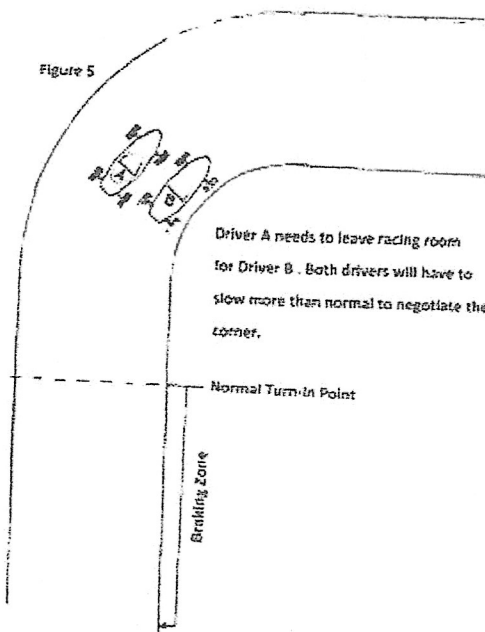 Figure 5
A
B
Driver A needs to leave racing room
for Driver B . Both drivers will have to
slow more than normal to negotiate the
corner.
Normal Turn-In Point
Braking Zone